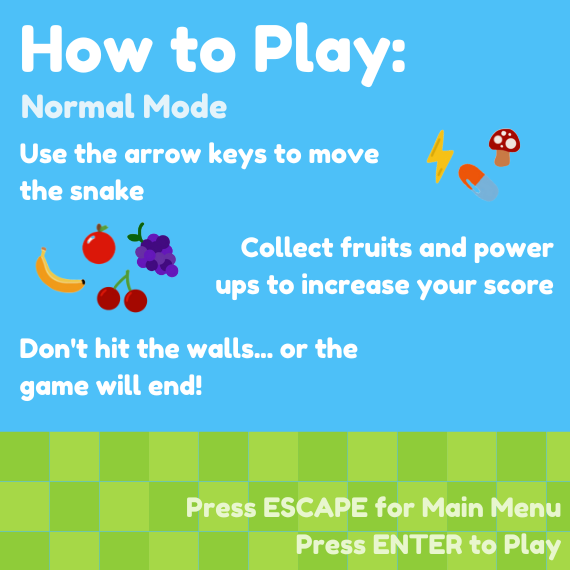 How to Play:
Normal Mode
Use the arrow keys to move
the snake
Collect fruits and power
ups to increase your score
Don't hit the walls... or the
game will end!
Press ESCAPE for Main Menu
Press ENTER to Play